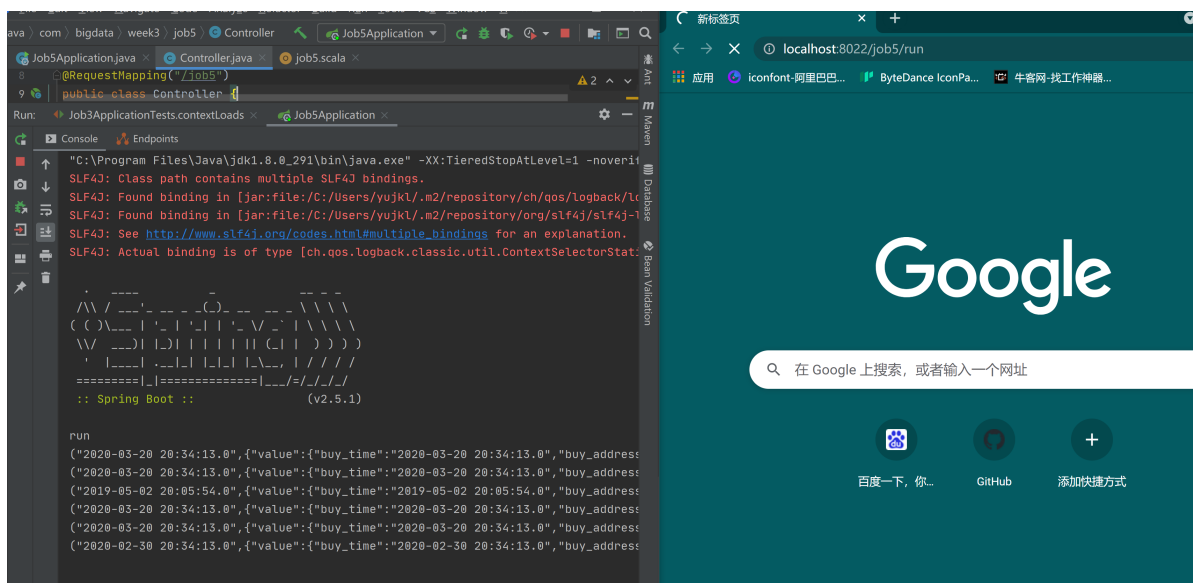 ava > com > bigdata > week3 > job5 > Controller
Job5Application
Job5Application.java × Controller.java × job5.scala ×
8 @RequestMapping("/job5")
2
9 public class Controller {
Run: Job3ApplicationTests.contextLoads × Job5Application ×
Console Endpoints
"C:\Program Files\Java\jdk1.8.0_291\bin\java.exe" -XX:TieredStopAtLevel=1 -noverif
SLF4J: Class path contains multiple SLF4J bindings.
SLF4J: Found binding in [jar:file:/C:/Users/yujkl/.m2/repository/ch/qos/logback/lo
SLF4J: Found binding in [jar:file:/C:/Users/yujkl/.m2/repository/org/slf4j/slf4j-l
SLF4J: See http://www.slf4j.org/codes.html#multiple_bindings for an explanation.
SLF4J: Actual binding is of type [ch.qos.logback.classic.util.ContextSelectorStati
:: Spring Boot :: (v2.5.1)
run
("2020-03-20 20:34:13.0",{"value":{"buy_time":"2020-03-20 20:34:13.0","buy_address
("2020-03-20 20:34:13.0",{"value":{"buy_time":"2020-03-20 20:34:13.0","buy_address
("2019-05-02 20:05:54.0",{"value":{"buy_time":"2019-05-02 20:05:54.0","buy_address
("2020-03-20 20:34:13.0",{"value":{"buy_time":"2020-03-20 20:34:13.0","buy_address
("2020-03-20 20:34:13.0",{"value":{"buy_time":"2020-03-20 20:34:13.0","buy_address
("2020-02-30 20:34:13.0",{"value":{"buy_time":"2020-02-30 20:34:13.0","buy_address
Ant
m Maven
Database
Bean Validation
新标签页 × +
localhost:8022/job5/run
应用 iconfont-阿里巴巴... ByteDance IconPa... 牛客网-找工作神器...
Google
在 Google 上搜索，或者输入一个网址
du
百度一下，你... GitHub 添加快捷方式